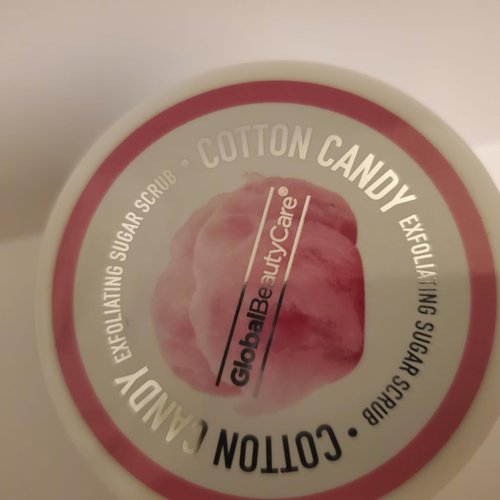 COTTON CANDY EXFOLIATING SUGAR SCRUB •
COTTON CANDY EXFOLIATING SUGAR SCRUB •
GlobalBeautyCare®